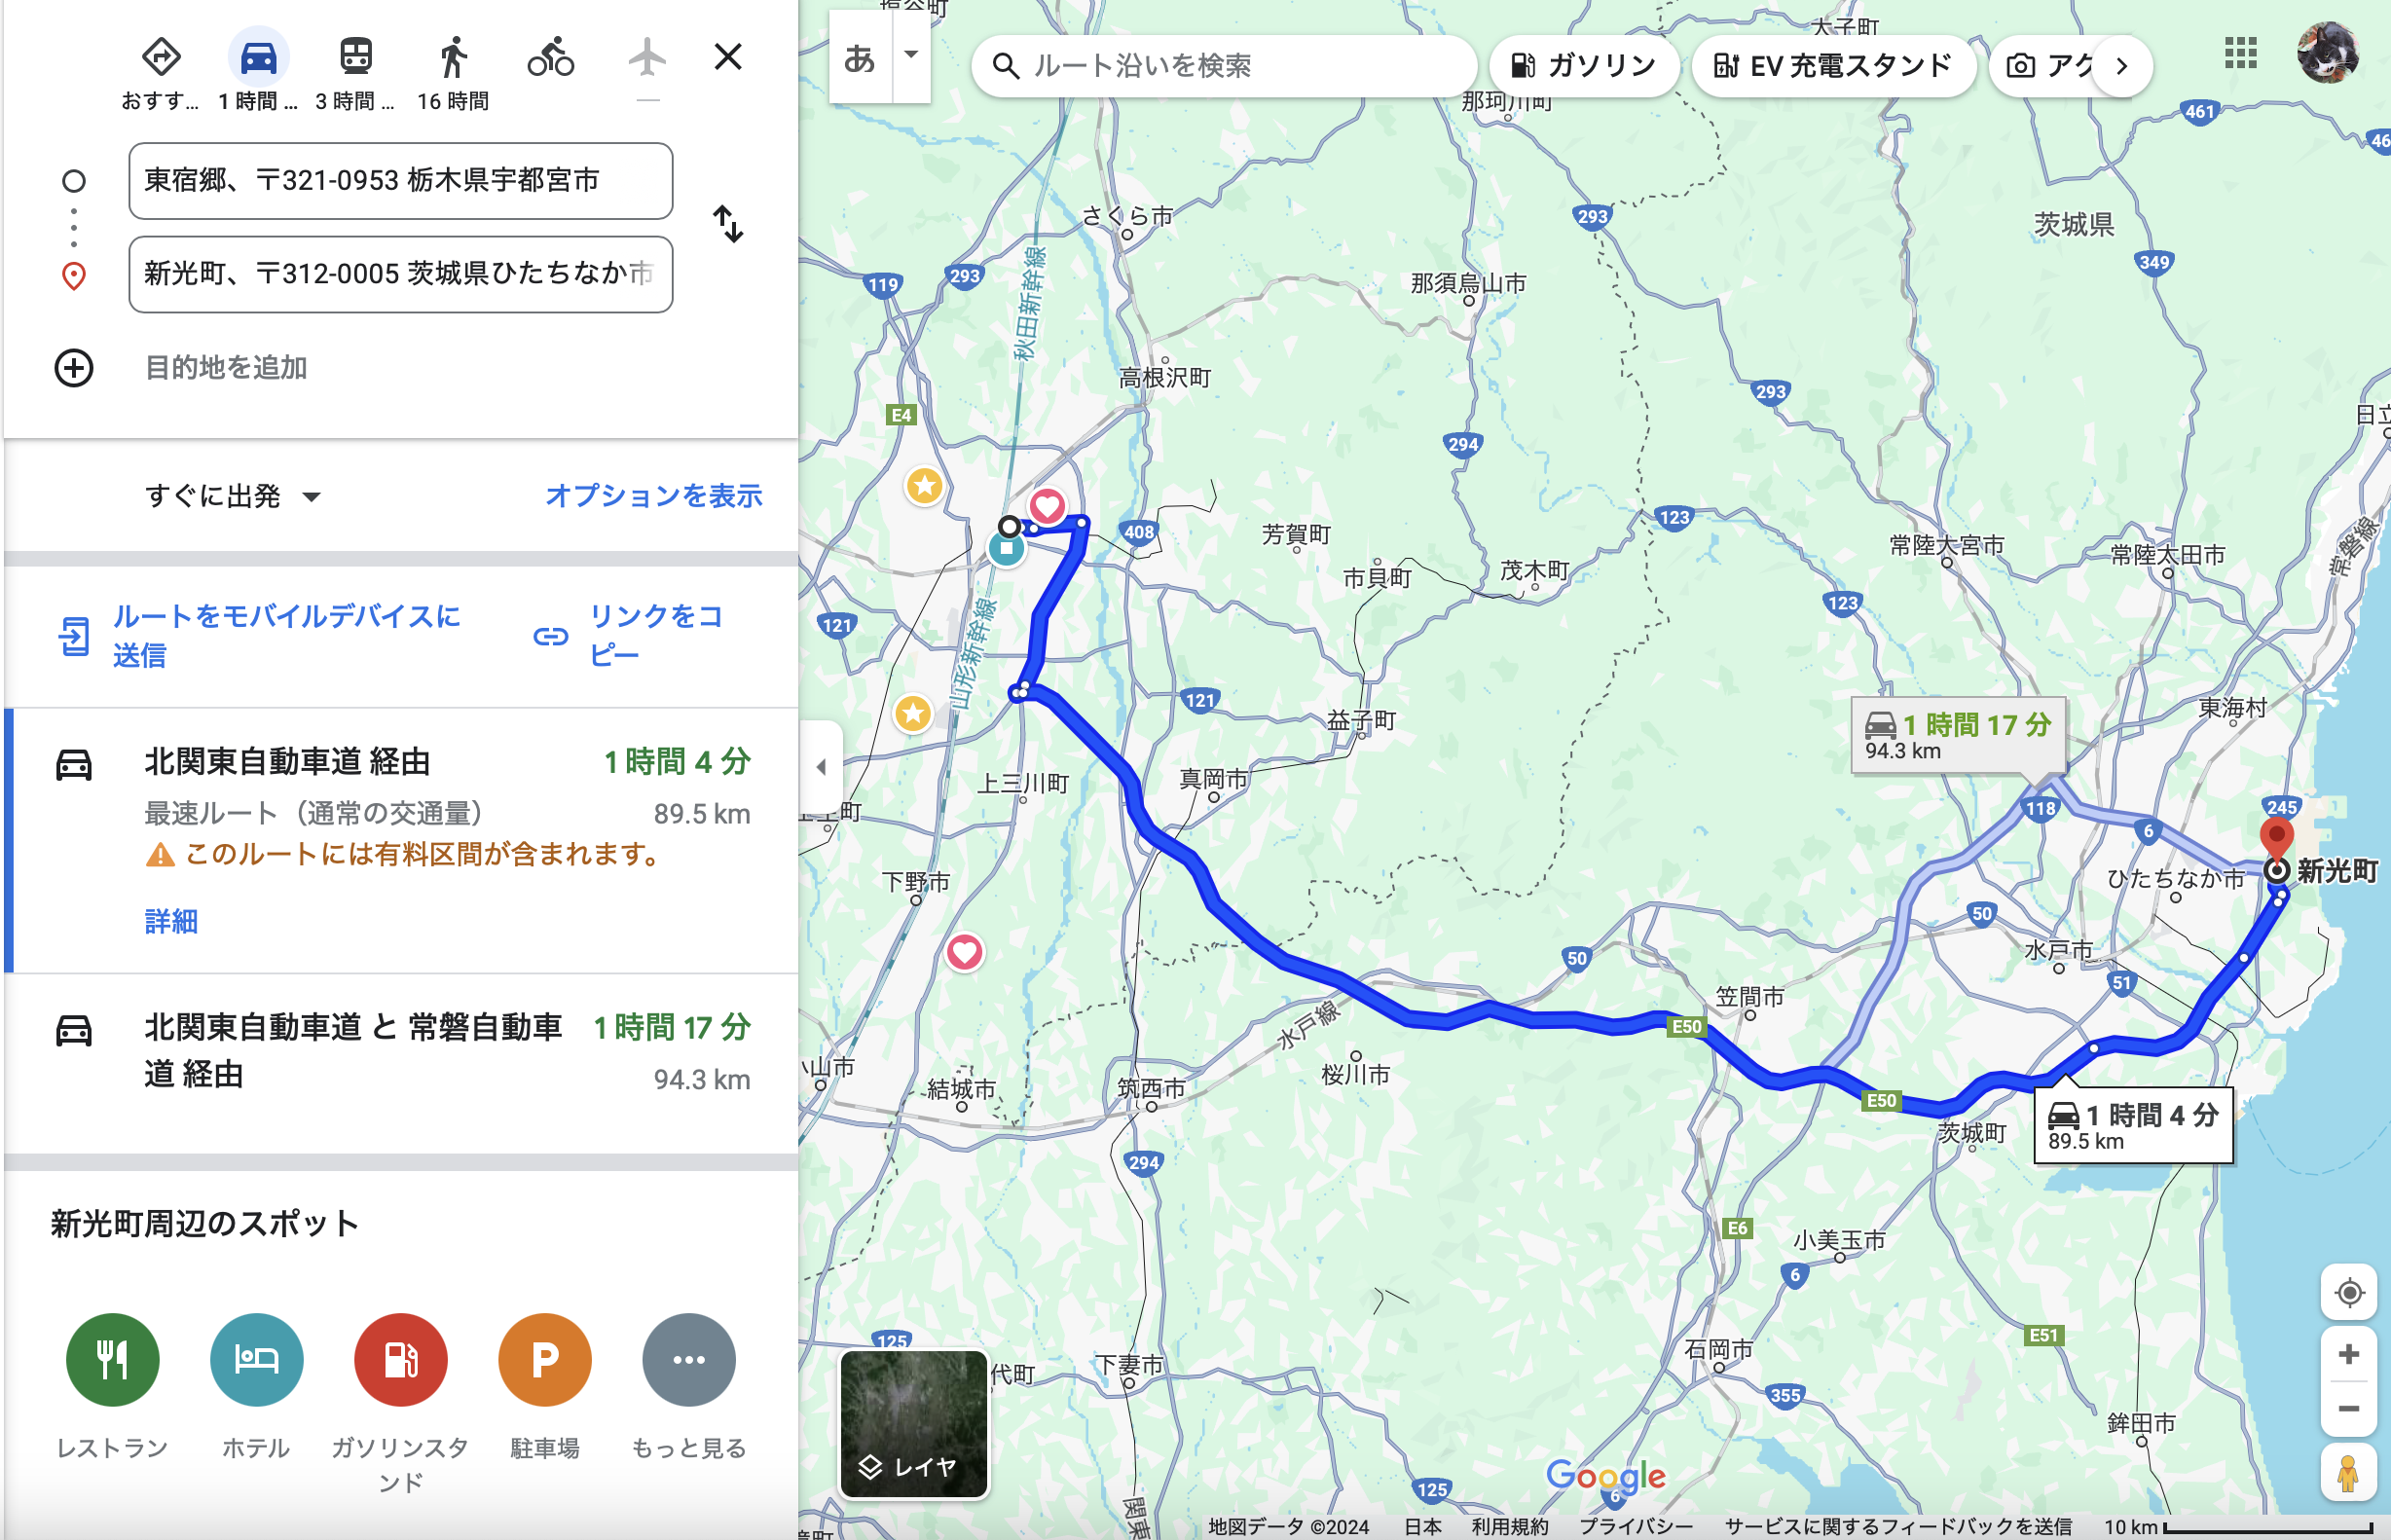 おすす...
1 時間 ...
3 時間 ...
16 時間
—
東宿郷、〒321-0953 栃木県宇都宮市
新光町、〒312-0005 茨城県ひたちなか市
目的地を追加
すぐに出発
オプションを表示
ルートをモバイルデバイスに
送信
リンクをコ
ピー
北関東自動車道 経由
1 時間 4 分
最速ルート（通常の交通量）
89.5 km
このルートには有料区間が含まれます。
詳細
北関東自動車道 と 常磐自動車
道 経由
1 時間 17 分
94.3 km
新光町周辺のスポット
レストラン
ホテル
ガソリンスタ
ンド
P
駐車場
もっと見る
あ
ルート沿いを検索
ガソリン
EV 充電スタンド
アク
大子町
那珂川町
461
293
茨城県
さくら市
349
293
119
那須烏山市
秋田新幹線
高根沢町
293
日立
E4
294
123
408
芳賀町
常陸大宮市
常陸太田市
常磐線
市貝町
茂木町
123
121
山形新幹線
121
益子町
東海村
1 時間 17 分
94.3 km
上三川町
真岡市
118
245
6
新光町
下野市
ひたちなか市
50
水戸市
50
51
笠間市
水戸線
E50
桜川市
結城市
筑西市
E50
1 時間 4 分
89.5 km
茨城町
294
E6
小美玉市
6
125
E51
石岡市
下妻市
代町
355
鉾田市
レイヤ
125
Google
6
関東
地図データ ©2024
日本
利用規約
プライバシー
サービスに関するフィードバックを送信
10 km